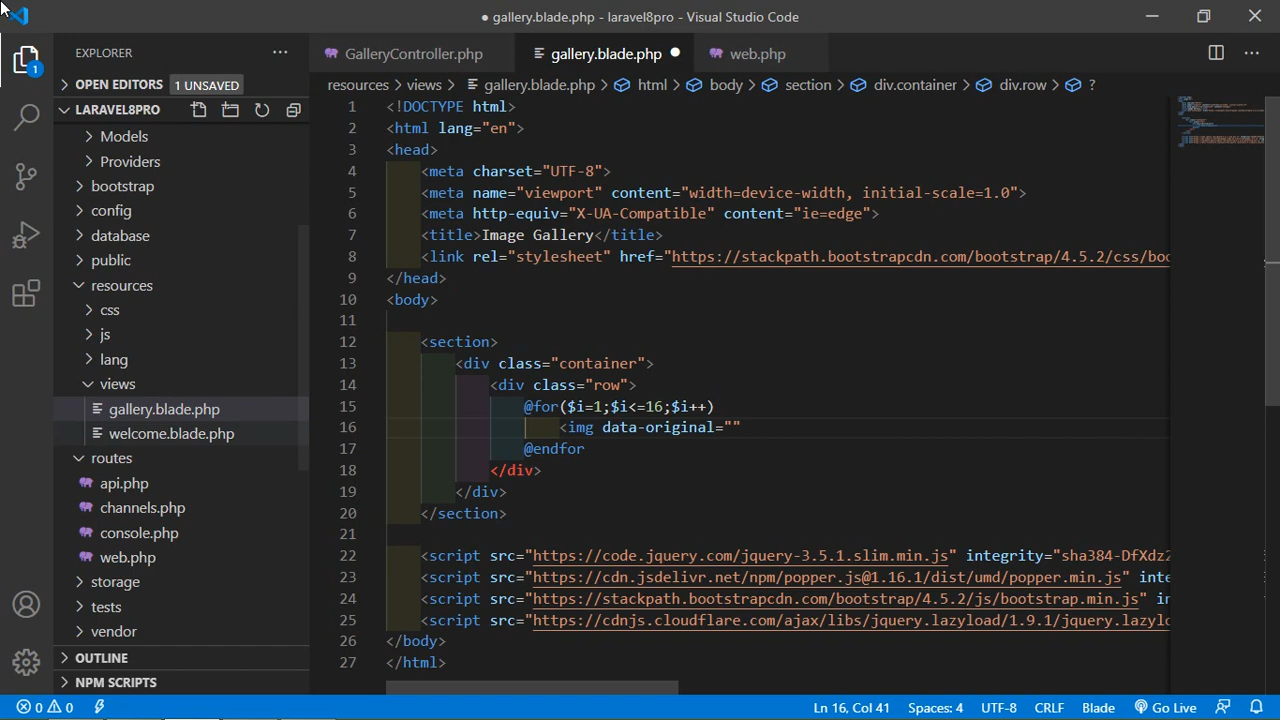 ● gallery.blade.php - laravel8pro - Visual Studio Code
EXPLORER
GalleryController.php
gallery.blade.php
web.php
1
OPEN EDITORS 1 UNSAVED
resources > views > gallery.blade.php > html > body > section > div.container > div.row > ?
LARAVEL8PRO
Models
Providers
bootstrap
config
database
public
resources
css
js
lang
views
gallery.blade.php
welcome.blade.php
routes
api.php
channels.php
console.php
web.php
storage
tests
vendor
OUTLINE
NPM SCRIPTS
1 <!DOCTYPE html>
2 <html lang="en">
3 <head>
4 <meta charset="UTF-8">
5 <meta name="viewport" content="width=device-width, initial-scale=1.0">
6 <meta http-equiv="X-UA-Compatible" content="ie=edge">
7 <title>Image Gallery</title>
8 <link rel="stylesheet" href="https://stackpath.bootstrapcdn.com/bootstrap/4.5.2/css/boo
9 </head>
10 <body>
11
12 <section>
13 <div class="container">
14 <div class="row">
15 @for($i=1;$i<=16;$i++)
16 <img data-original=""
17 @endfor
18 </div>
19 </div>
20 </section>
21
22 <script src="https://code.jquery.com/jquery-3.5.1.slim.min.js" integrity="sha384-DfXdz2
23 <script src="https://cdn.jsdelivr.net/npm/popper.js@1.16.1/dist/umd/popper.min.js" inte
24 <script src="https://stackpath.bootstrapcdn.com/bootstrap/4.5.2/js/bootstrap.min.js" in
25 <script src="https://cdnjs.cloudflare.com/ajax/libs/jquery.lazyload/1.9.1/jquery.lazylo
26 </body>
27 </html>
0 0 Ln 16, Col 41 Spaces: 4 UTF-8 CRLF Blade Go Live